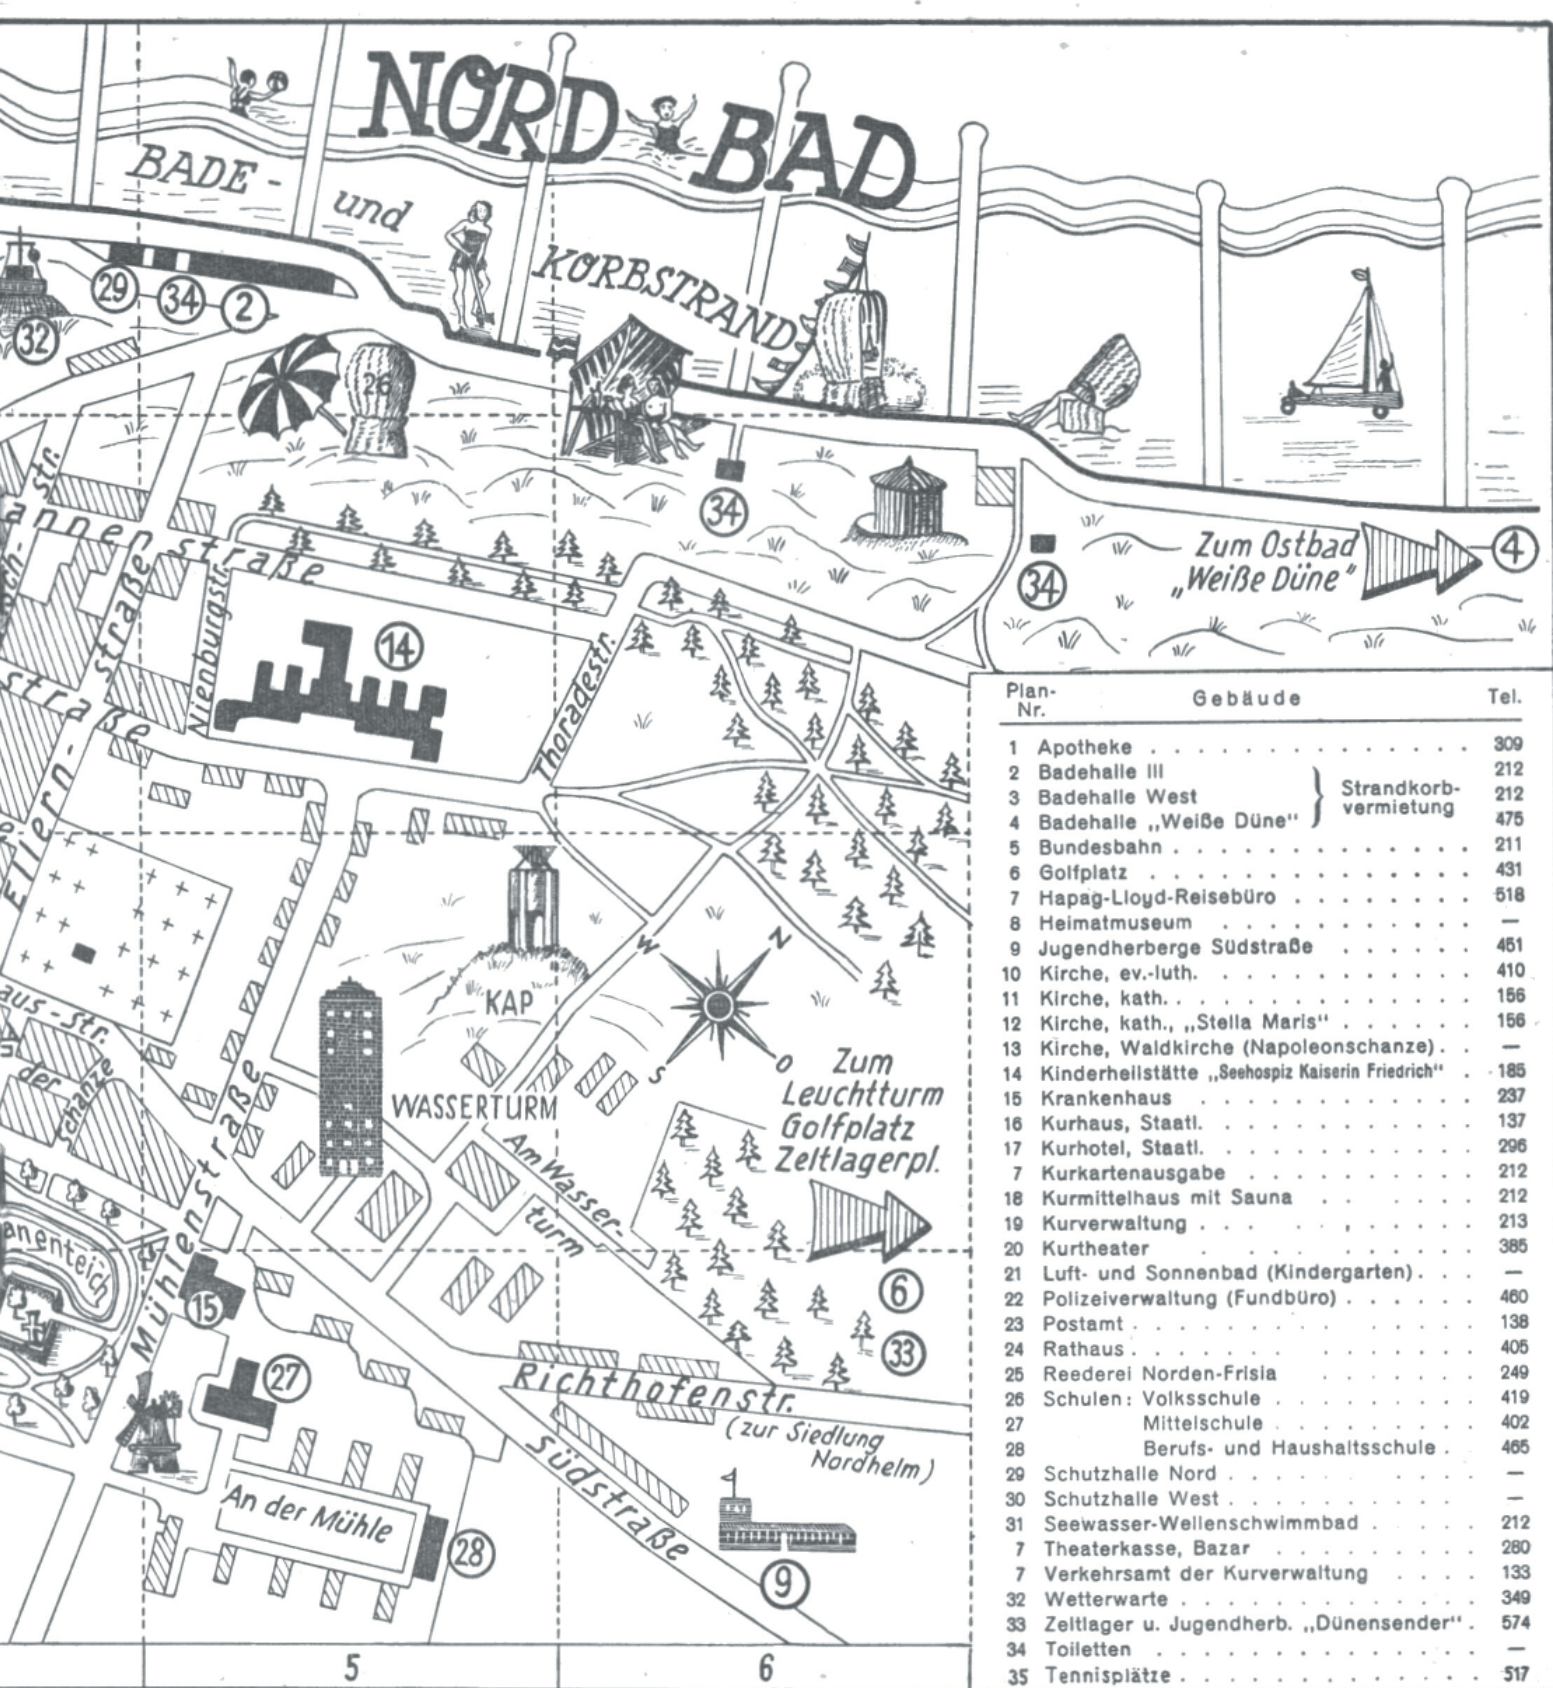 NORD BAD
BADE- und KORBSTRAND
29
34
2
32
26
str.
annenstraße
straße
Nienburgstr.
straße
14
Thoradestr.
34
34
Zum Ostbad
„Weiße Düne"
4
Ellern-
aus-str.
der
Schanze
KAP
W
N
S
O
WASSERTURM
Zum
Leuchtturm
Golfplatz
Zeltlagerpl.
Am Wasser-
turm
6
33
anenteich
Mühlenstraße
15
27
An der Mühle
28
Richthofenstr.
(zur Siedlung
Nordhelm)
Südstraße
9
5
6
Plan-
Nr. Gebäude Tel.
1 Apotheke . . . . . . . . . . . . . . 309
2 Badehalle III 212
3 Badehalle West } Strandkorb-vermietung 212
4 Badehalle „Weiße Düne" 475
5 Bundesbahn . . . . . . . . . . . . . 211
6 Golfplatz . . . . . . . . . . . . . . 431
7 Hapag-Lloyd-Reisebüro . . . . . . . . 518
8 Heimatmuseum . . . . . . . . . . . —
9 Jugendherberge Südstraße . . . . . . 451
10 Kirche, ev.-luth. . . . . . . . . . . . 410
11 Kirche, kath. . . . . . . . . . . . . . 156
12 Kirche, kath., „Stella Maris" . . . . . . 156
13 Kirche, Waldkirche (Napoleonschanze) . . —
14 Kinderheilstätte „Seehospiz Kaiserin Friedrich" . 185
15 Krankenhaus . . . . . . . . . . . . 237
16 Kurhaus, Staatl. . . . . . . . . . . . 137
17 Kurhotel, Staatl. . . . . . . . . . . . 296
7 Kurkartenausgabe . . . . . . . . . . 212
18 Kurmittelhaus mit Sauna . . . . . . 212
19 Kurverwaltung . . . . . . . . . . . 213
20 Kurtheater . . . . . . . . . . 385
21 Luft- und Sonnenbad (Kindergarten) . . . —
22 Polizeiverwaltung (Fundbüro) . . . . . . 460
23 Postamt . . . . . . . . . . . . . 138
24 Rathaus . . . . . . . . . . . . . 405
25 Reederei Norden-Frisia . . . . . . . 249
26 Schulen: Volksschule . . . . . . . . . 419
27 Mittelschule . . . . . . . . . 402
28 Berufs- und Haushaltsschule . 465
29 Schutzhalle Nord . . . . . . . . . . —
30 Schutzhalle West . . . . . . . . . . —
31 Seewasser-Wellenschwimmbad . . . . 212
7 Theaterkasse, Bazar . . . . . . . . . 280
7 Verkehrsamt der Kurverwaltung . . . . 133
32 Wetterwarte . . . . . . . . . . . . . 349
33 Zeltlager u. Jugendherb. „Dünensender" . 574
34 Toiletten . . . . . . . . . . . . . —
35 Tennisplätze . . . . . . . . . . . . . 517